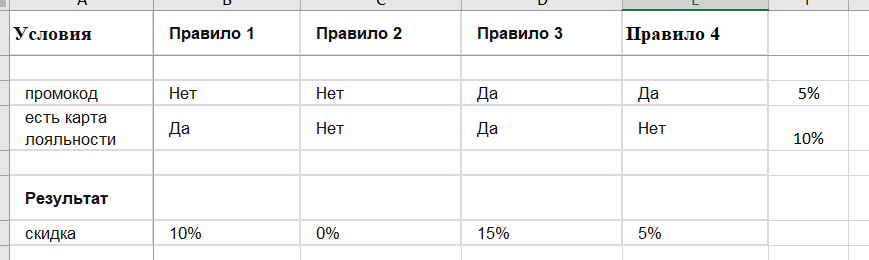 A B C D E F
Условия Правило 1 Правило 2 Правило 3 Правило 4
промокод Нет Нет Да Да 5%
есть карта
лояльности Да Нет Да Нет 10%
Результат
скидка 10% 0% 15% 5%